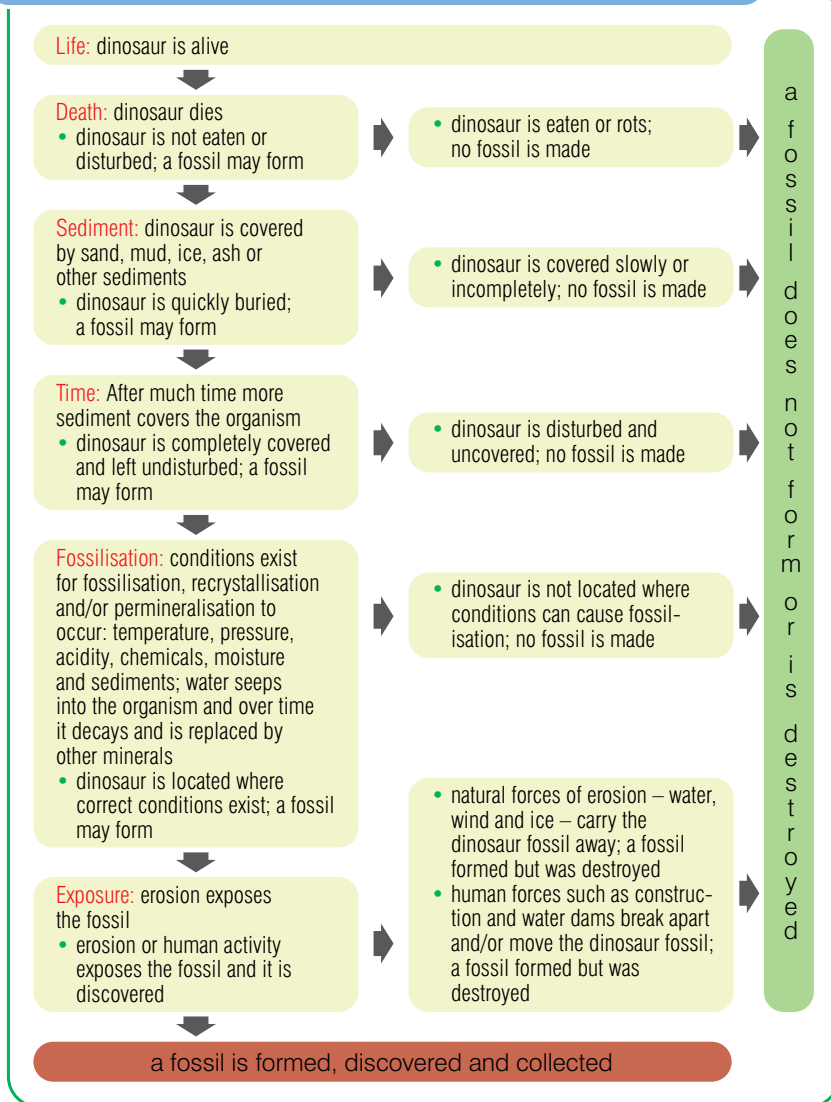 Life: dinosaur is alive
Death: dinosaur dies
• dinosaur is not eaten or
disturbed; a fossil may form
• dinosaur is eaten or rots;
no fossil is made
Sediment: dinosaur is covered
by sand, mud, ice, ash or
other sediments
• dinosaur is quickly buried;
a fossil may form
• dinosaur is covered slowly or
incompletely; no fossil is made
Time: After much time more
sediment covers the organism
• dinosaur is completely covered
and left undisturbed; a fossil
may form
• dinosaur is disturbed and
uncovered; no fossil is made
Fossilisation: conditions exist
for fossilisation, recrystallisation
and/or permineralisation to
occur: temperature, pressure,
acidity, chemicals, moisture
and sediments; water seeps
into the organism and over time
it decays and is replaced by
other minerals
• dinosaur is located where
correct conditions exist; a fossil
may form
• dinosaur is not located where
conditions can cause fossil-
isation; no fossil is made
Exposure: erosion exposes
the fossil
• erosion or human activity
exposes the fossil and it is
discovered
• natural forces of erosion – water,
wind and ice – carry the
dinosaur fossil away; a fossil
formed but was destroyed
• human forces such as construc-
tion and water dams break apart
and/or move the dinosaur fossil;
a fossil formed but was
destroyed
a fossil does not form or is destroyed
a fossil is formed, discovered and collected